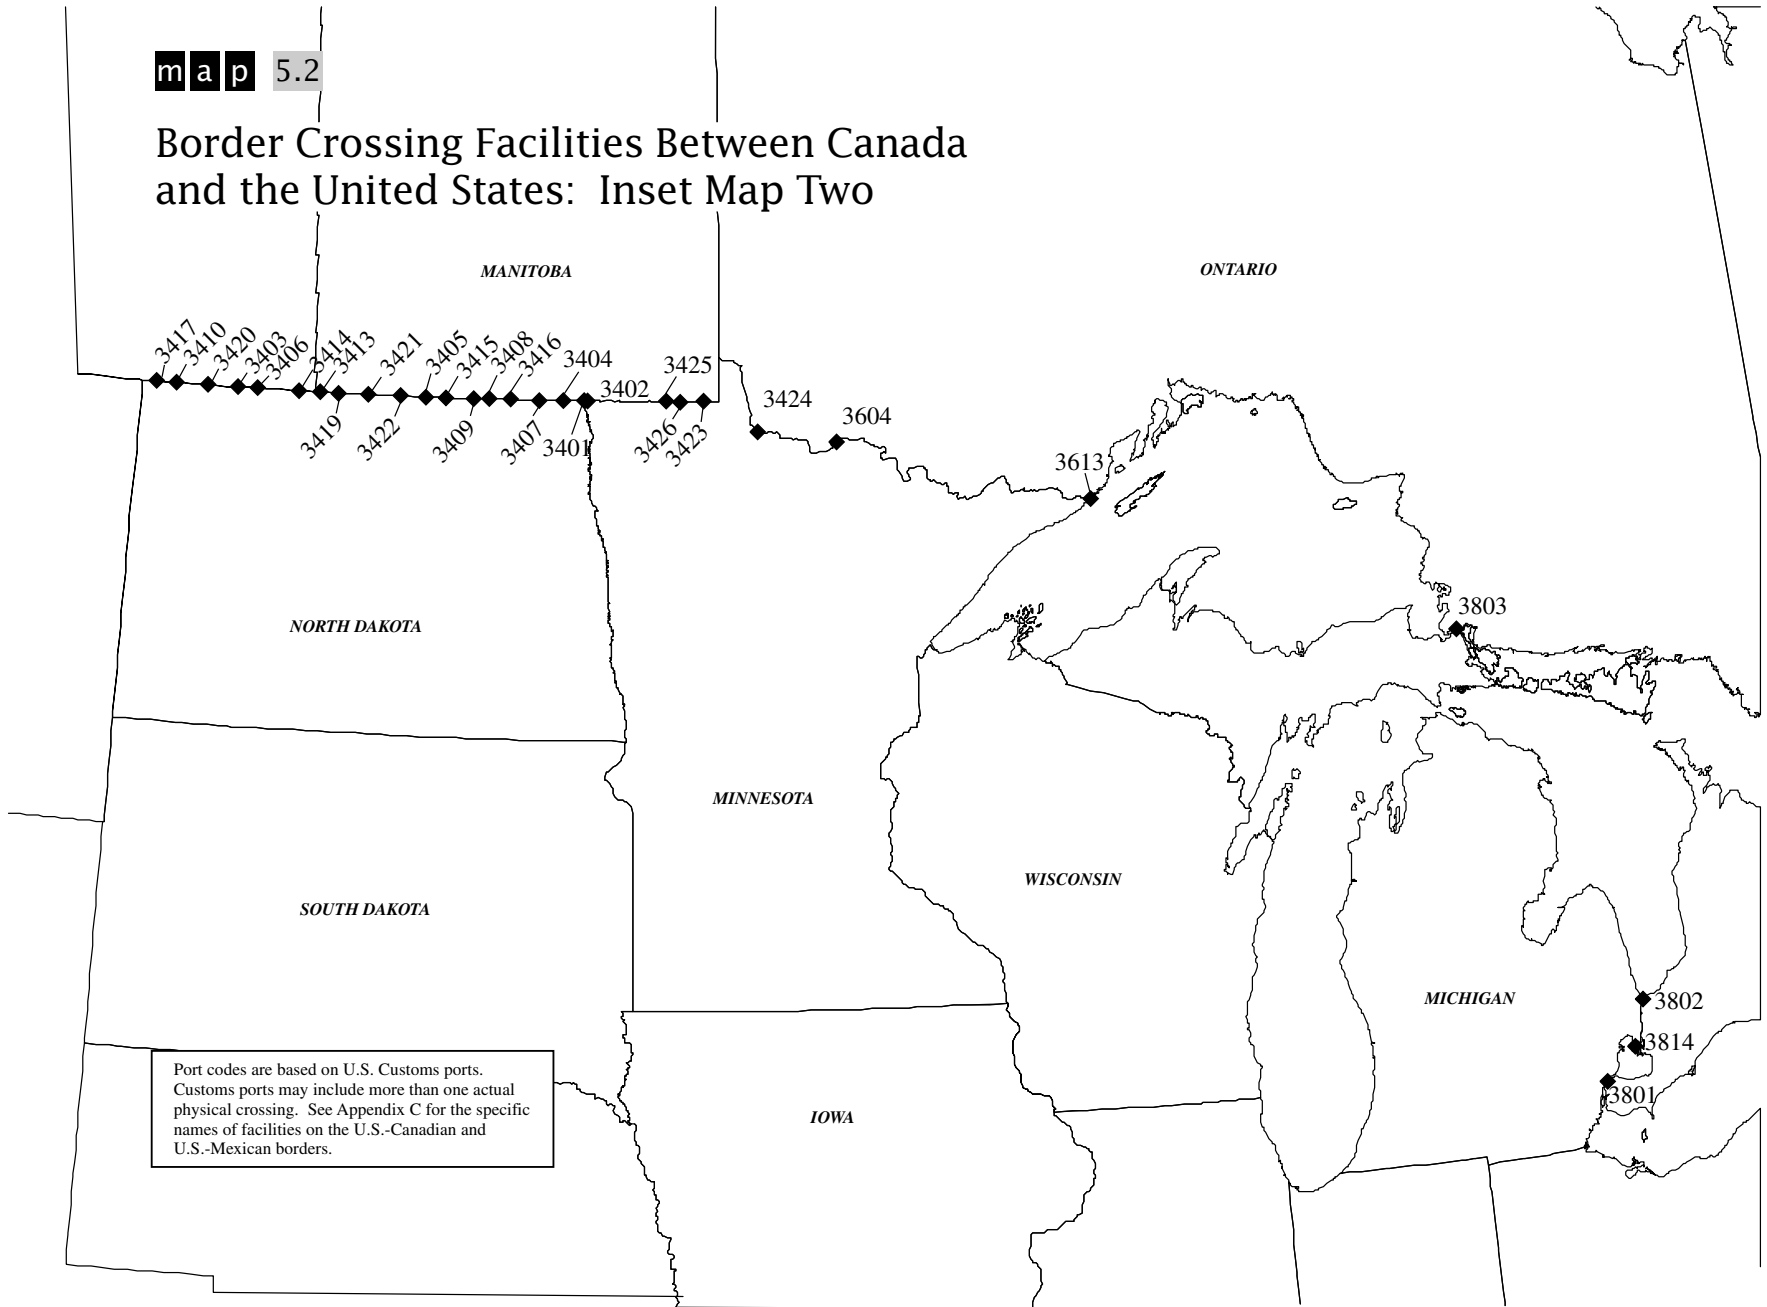 map 5.2
Border Crossing Facilities Between Canada
and the United States: Inset Map Two
MANITOBA
ONTARIO
3417
3410
3420
3403
3406
3414
3413
3421
3405
3415
3408
3416
3404
3402
3425
3424
3604
3419
3422
3409
3407
3401
3426
3423
3613
3803
NORTH DAKOTA
MINNESOTA
WISCONSIN
SOUTH DAKOTA
MICHIGAN
3802
3814
3801
IOWA
Port codes are based on U.S. Customs ports.
Customs ports may include more than one actual
physical crossing. See Appendix C for the specific
names of facilities on the U.S.-Canadian and
U.S.-Mexican borders.